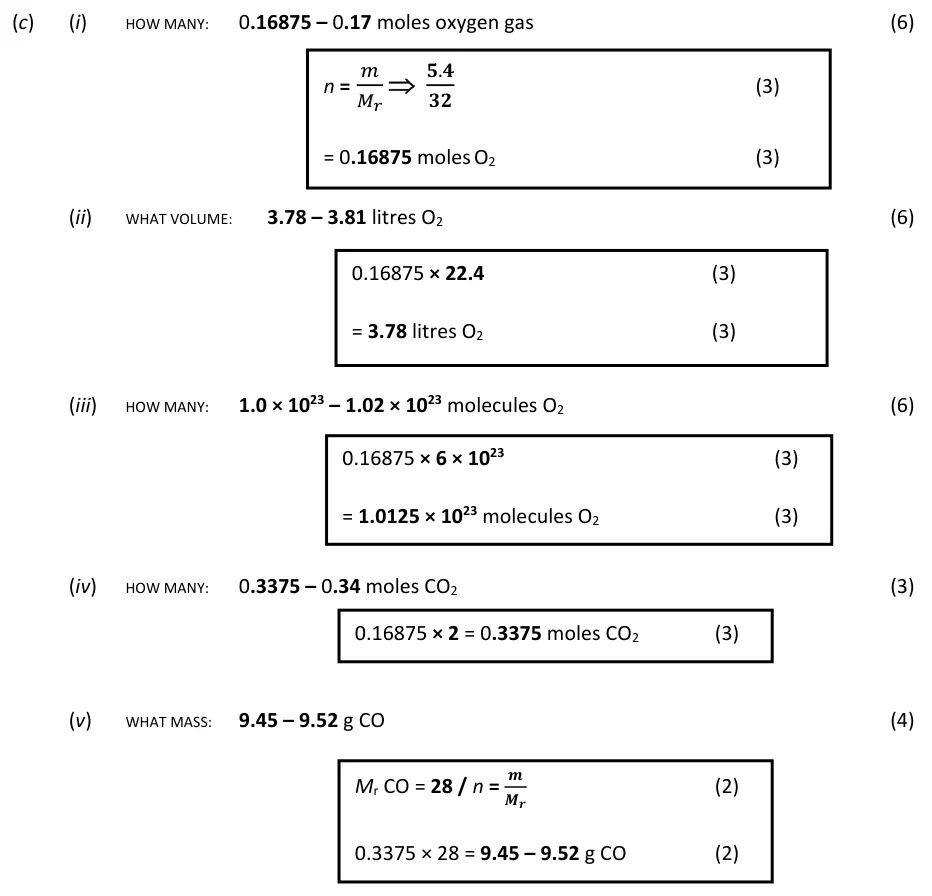 (c) (i) HOW MANY: 0.16875 – 0.17 moles oxygen gas (6)
n = m/Mᵣ ⇒ 5.4/32 (3)
= 0.16875 moles O₂ (3)
(ii) WHAT VOLUME: 3.78 – 3.81 litres O₂ (6)
0.16875 × 22.4 (3)
= 3.78 litres O₂ (3)
(iii) HOW MANY: 1.0 × 10²³ – 1.02 × 10²³ molecules O₂ (6)
0.16875 × 6 × 10²³ (3)
= 1.0125 × 10²³ molecules O₂ (3)
(iv) HOW MANY: 0.3375 – 0.34 moles CO₂ (3)
0.16875 × 2 = 0.3375 moles CO₂ (3)
(v) WHAT MASS: 9.45 – 9.52 g CO (4)
Mᵣ CO = 28 / n = m/Mᵣ (2)
0.3375 × 28 = 9.45 – 9.52 g CO (2)